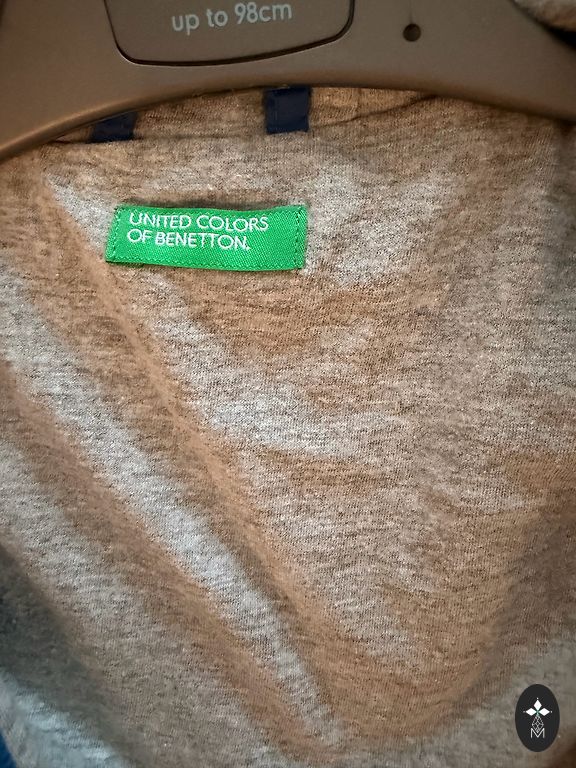 up to 98cm
UNITED COLORS
OF BENETTON.
M